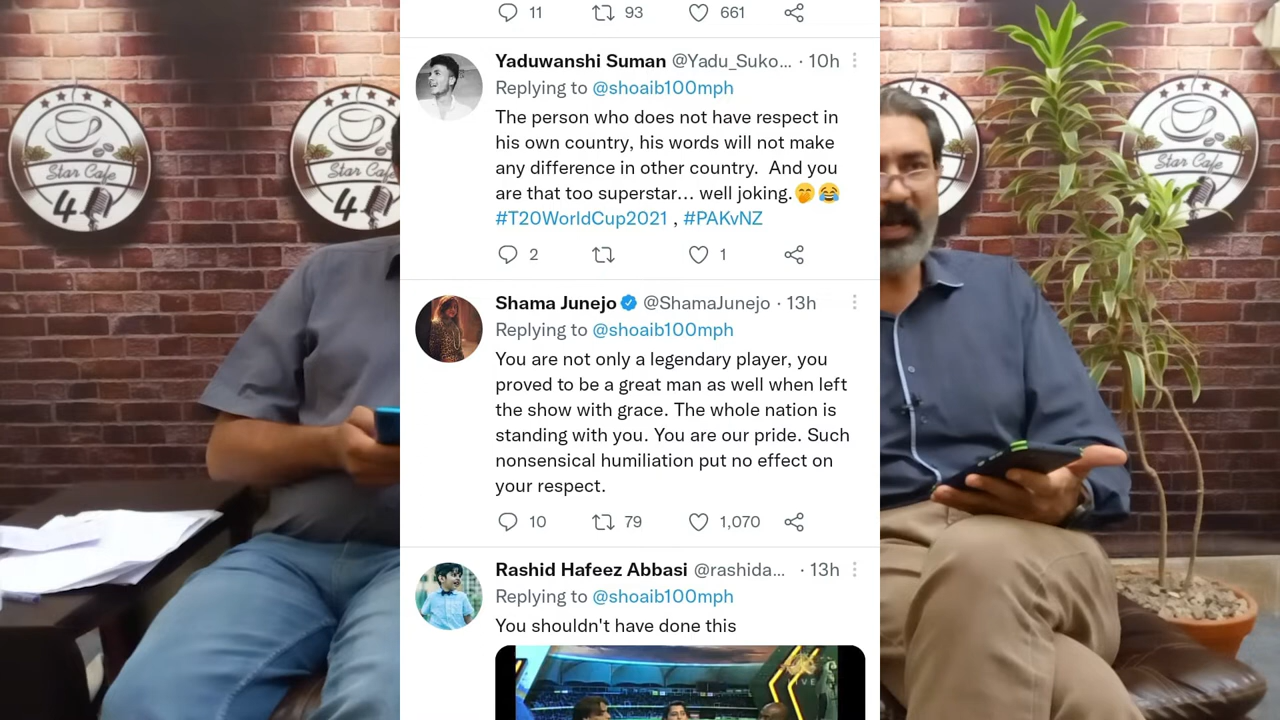 11 93 661
Yaduwanshi Suman @Yadu_Suko... · 10h
Replying to @shoaib100mph
The person who does not have respect in
his own country, his words will not make
any difference in other country. And you
are that too superstar... well joking.🤭😂
#T20WorldCup2021 , #PAKvNZ
2 1
Shama Junejo @ShamaJunejo · 13h
Replying to @shoaib100mph
You are not only a legendary player, you
proved to be a great man as well when left
the show with grace. The whole nation is
standing with you. You are our pride. Such
nonsensical humiliation put no effect on
your respect.
10 79 1,070
Rashid Hafeez Abbasi @rashida... · 13h
Replying to @shoaib100mph
You shouldn't have done this
Star Cafe
4
Star Cafe
4
Star Cafe